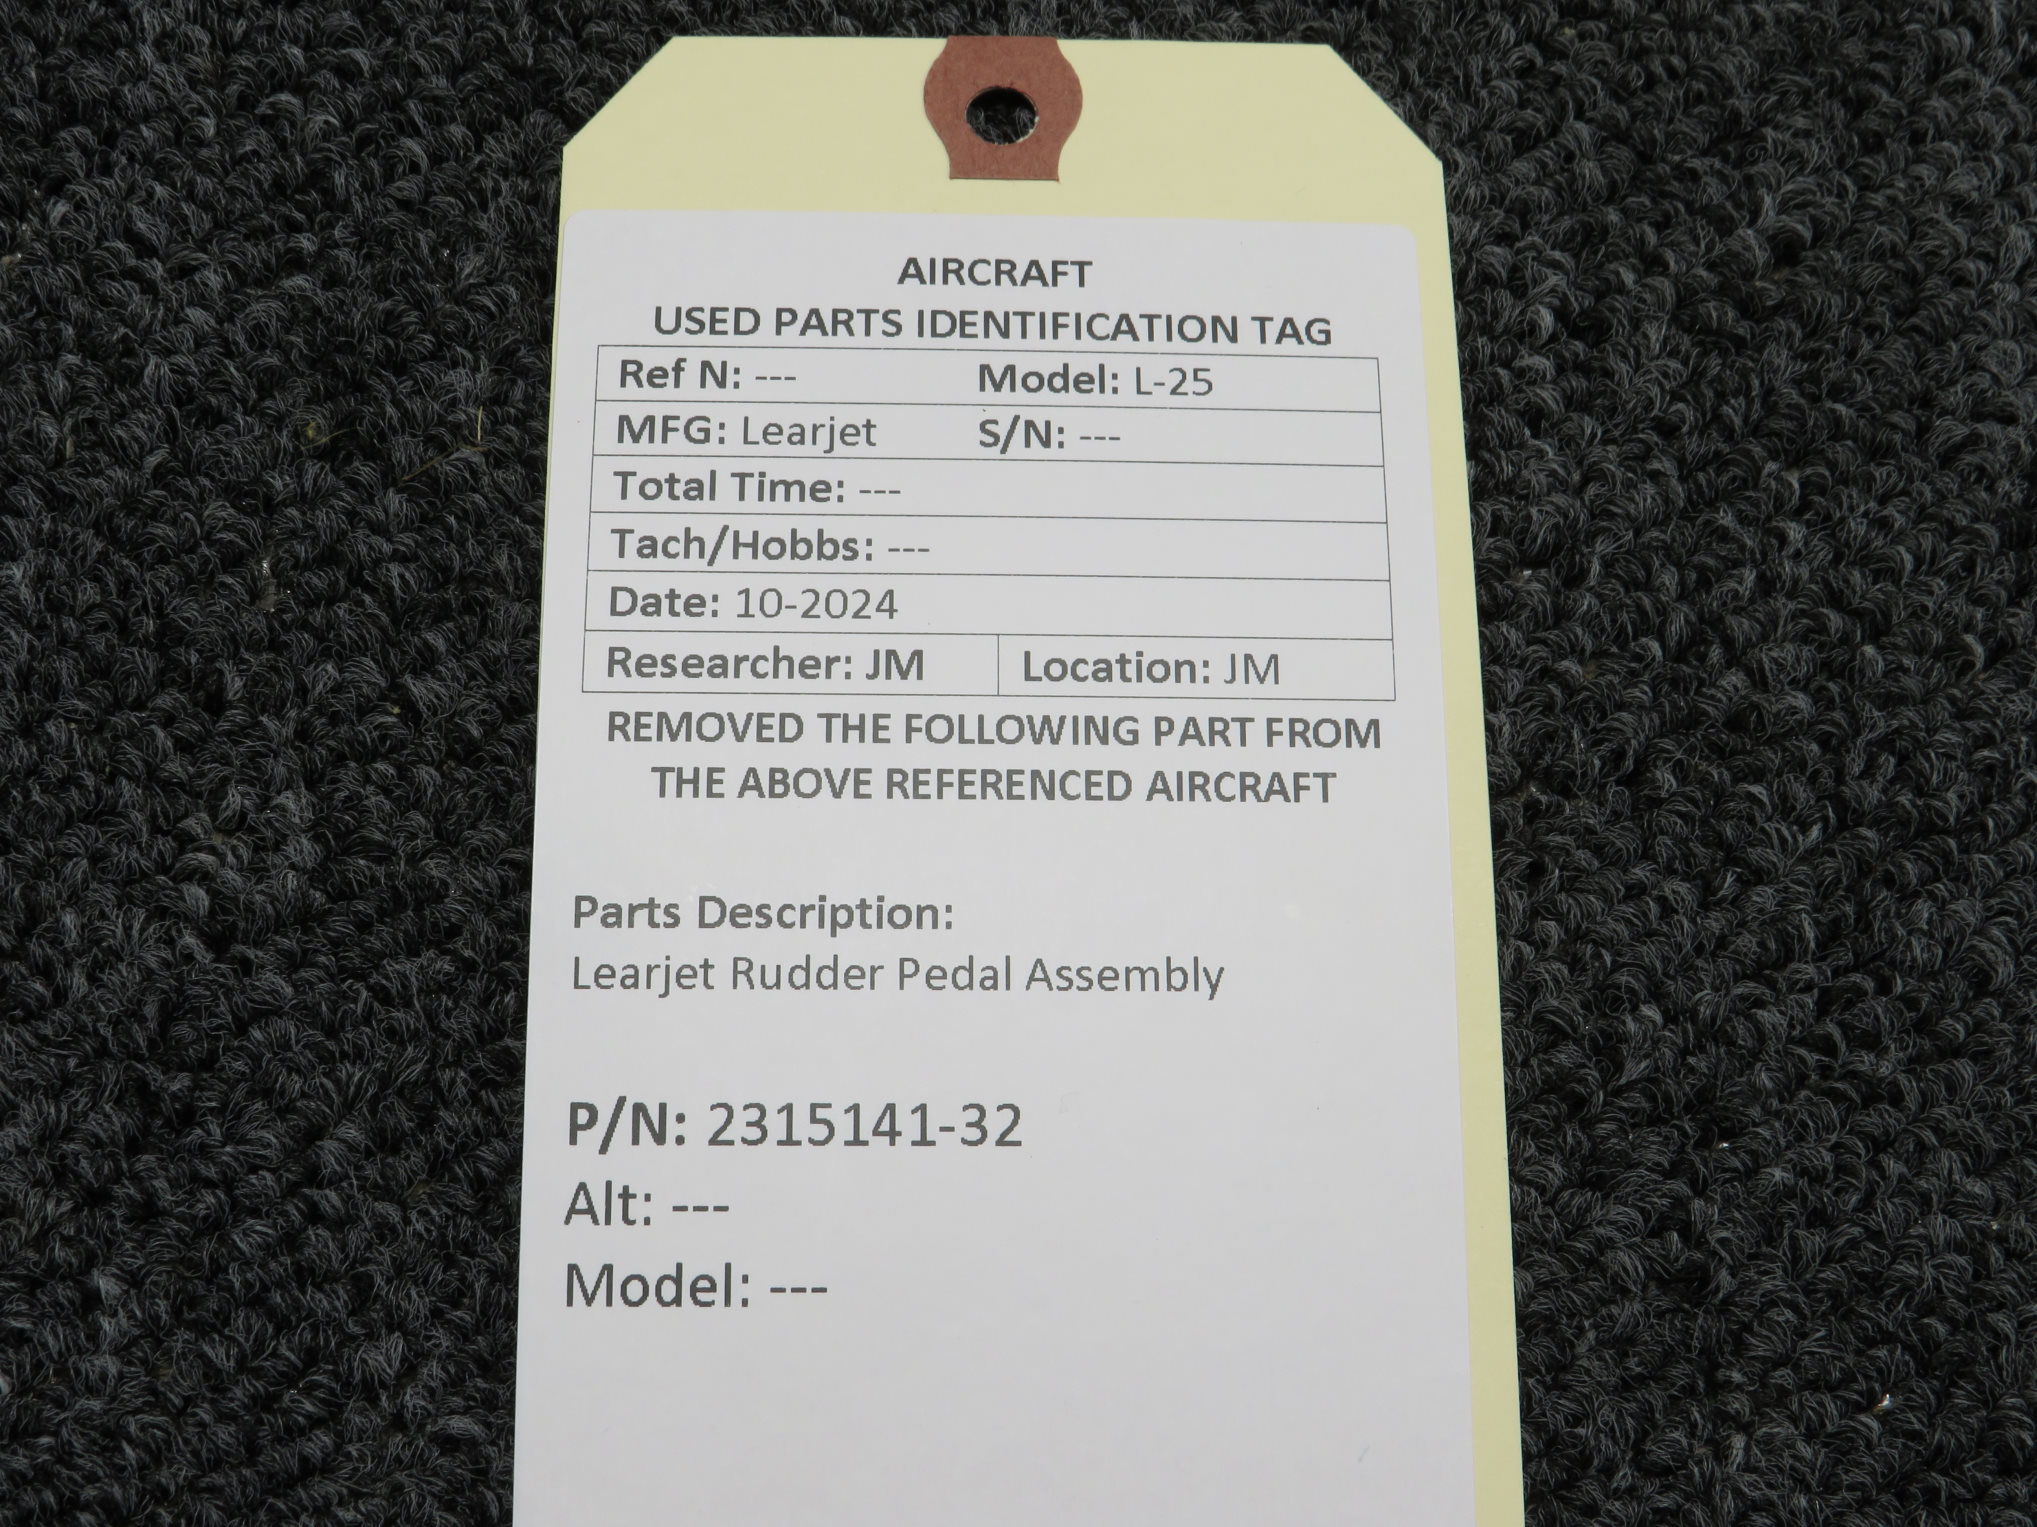 AIRCRAFT
USED PARTS IDENTIFICATION TAG
Ref N: --- Model: L-25
MFG: Learjet S/N: ---
Total Time: ---
Tach/Hobbs: ---
Date: 10-2024
Researcher: JM Location: JM
REMOVED THE FOLLOWING PART FROM
THE ABOVE REFERENCED AIRCRAFT
Parts Description:
Learjet Rudder Pedal Assembly
P/N: 2315141-32
Alt: ---
Model: ---